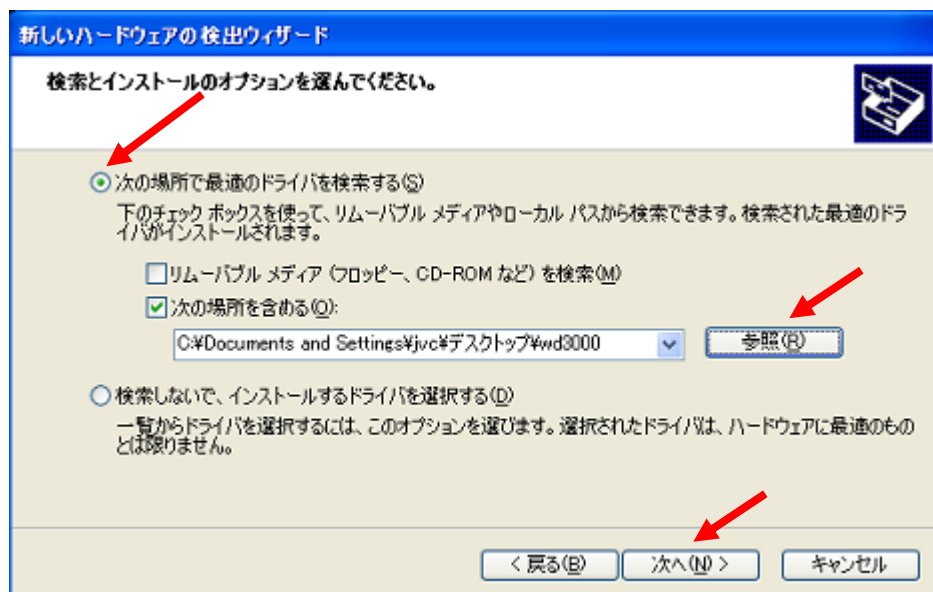 新しいハードウェアの検出ウィザード
検索とインストールのオプションを選んでください。
次の場所で最適のドライバを検索する(S)
下のチェック ボックスを使って、リムーバブル メディアやローカル パスから検索できます。検索された最適のドラ
イバがインストールされます。
リムーバブル メディア (フロッピー、CD-ROM など) を検索(M)
次の場所を含める(O):
C:¥Documents and Settings¥jvc¥デスクトップ¥wd3000
参照(R)
検索しないで、インストールするドライバを選択する(D)
一覧からドライバを選択するには、このオプションを選びます。選択されたドライバは、ハードウェアに最適のもの
とは限りません。
< 戻る(B)
次へ(N) >
キャンセル